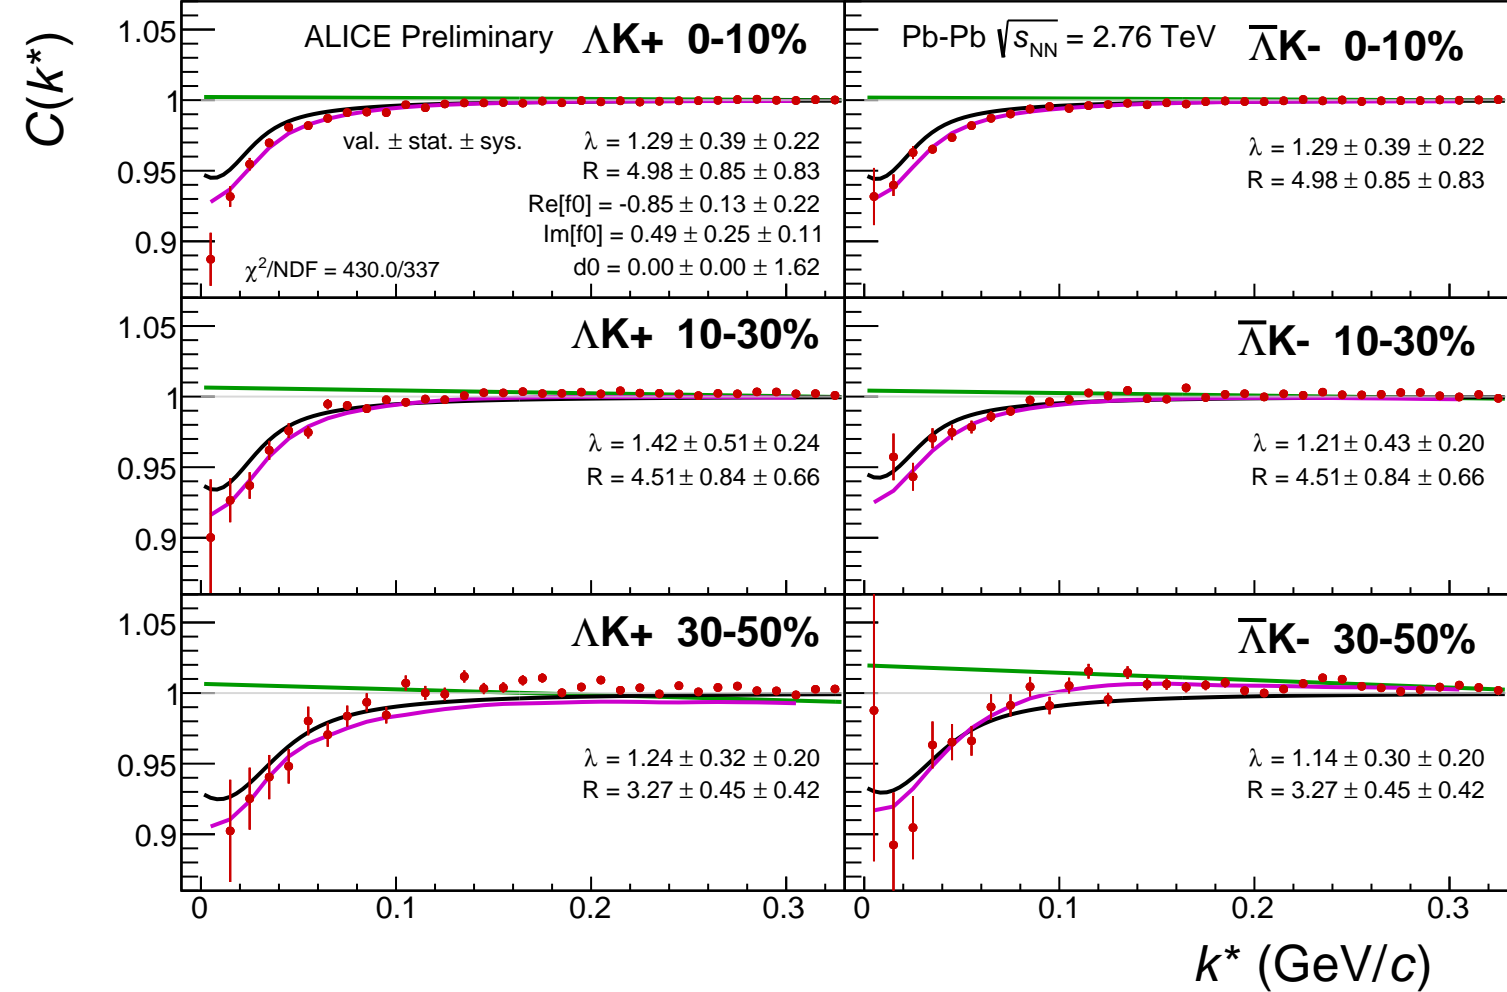 C(k*)
ALICE Preliminary ΛK+ 0-10%
1.05
1
0.95
0.9
val. ± stat. ± sys.
λ = 1.29 ± 0.39 ± 0.22
R = 4.98 ± 0.85 ± 0.83
Re[f0] = -0.85 ± 0.13 ± 0.22
Im[f0] = 0.49 ± 0.25 ± 0.11
d0 = 0.00 ± 0.00 ± 1.62
χ²/NDF = 430.0/337
Pb-Pb √s_NN = 2.76 TeV Λ̅K- 0-10%
λ = 1.29 ± 0.39 ± 0.22
R = 4.98 ± 0.85 ± 0.83
ΛK+ 10-30%
1.05
1
0.95
0.9
λ = 1.42 ± 0.51 ± 0.24
R = 4.51 ± 0.84 ± 0.66
Λ̅K- 10-30%
λ = 1.21 ± 0.43 ± 0.20
R = 4.51 ± 0.84 ± 0.66
ΛK+ 30-50%
1.05
1
0.95
0.9
λ = 1.24 ± 0.32 ± 0.20
R = 3.27 ± 0.45 ± 0.42
Λ̅K- 30-50%
λ = 1.14 ± 0.30 ± 0.20
R = 3.27 ± 0.45 ± 0.42
0 0.1 0.2 0.3 0 0.1 0.2 0.3
k* (GeV/c)